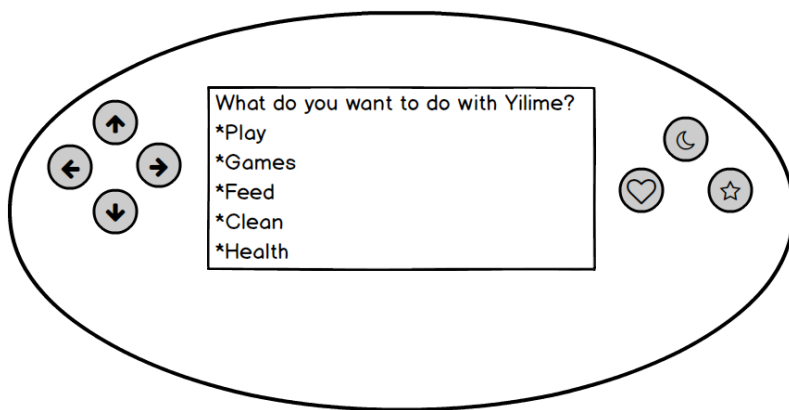 What do you want to do with Yilime?
*Play
*Games
*Feed
*Clean
*Health